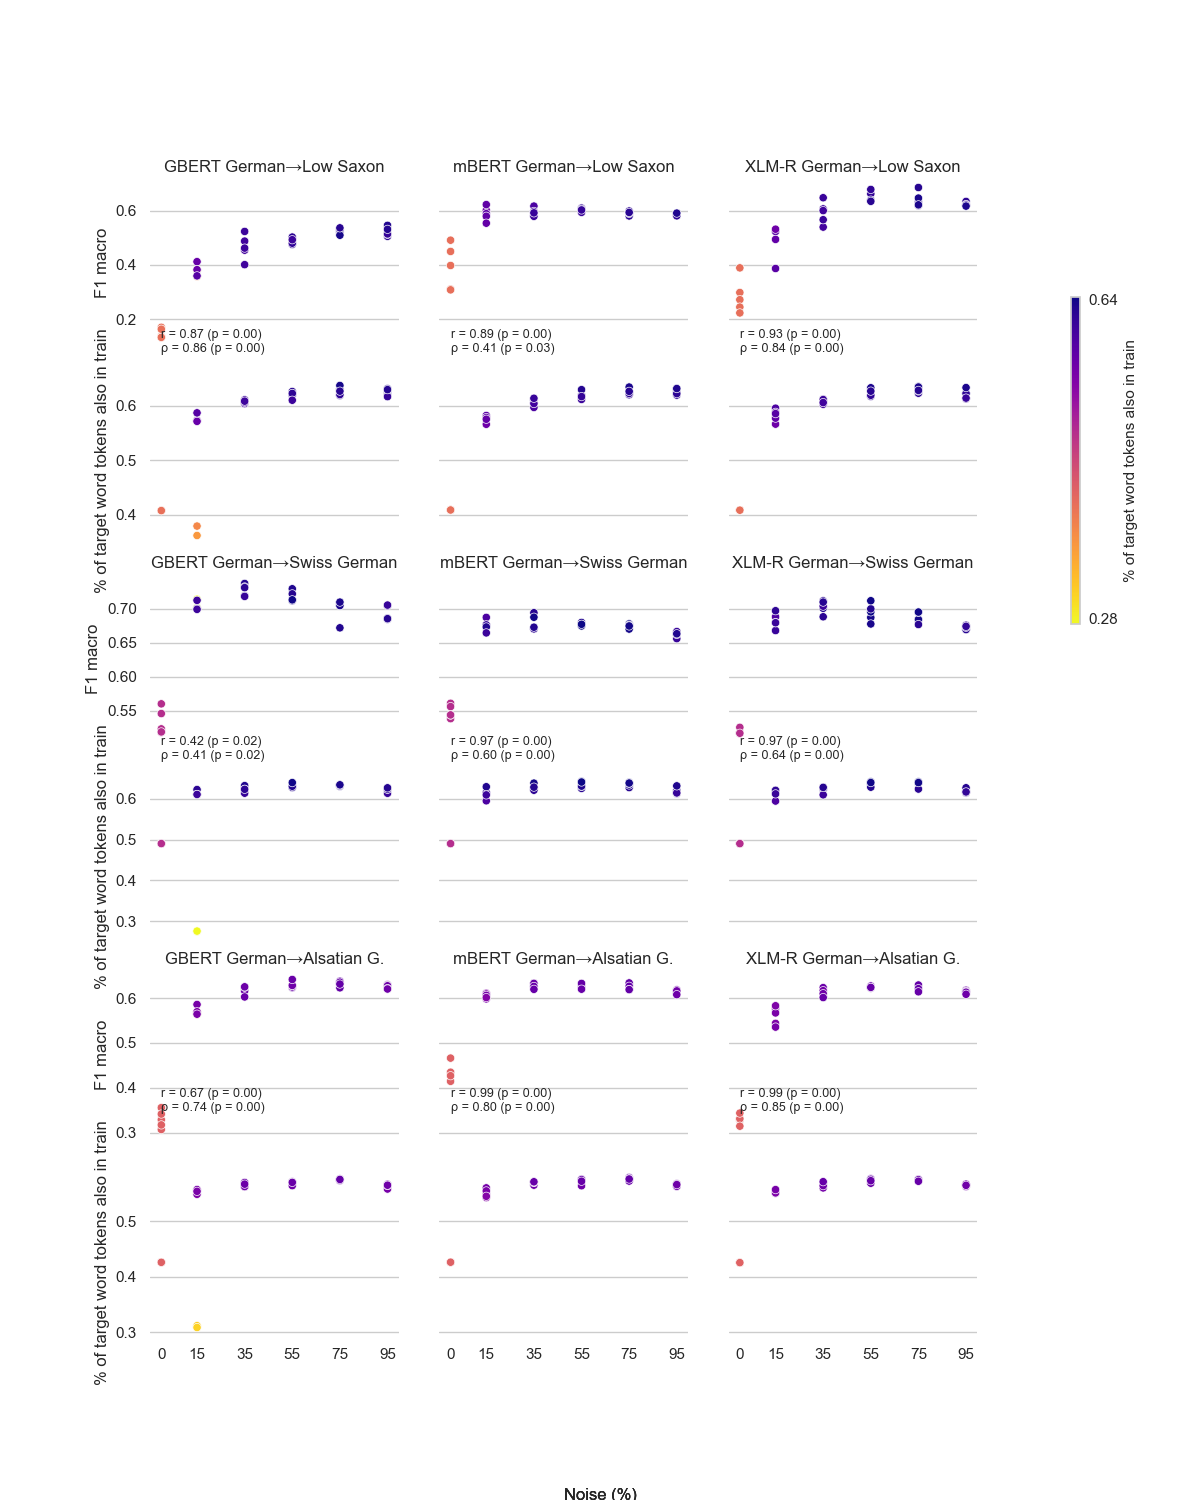 GBERT German→Low Saxon
mBERT German→Low Saxon
XLM-R German→Low Saxon
F1 macro
0.6
0.4
0.2
r = 0.87 (p = 0.00)
ρ = 0.86 (p = 0.00)
r = 0.89 (p = 0.00)
ρ = 0.41 (p = 0.03)
r = 0.93 (p = 0.00)
ρ = 0.84 (p = 0.00)
% of target word tokens also in train
0.6
0.5
0.4
0.64
% of target word tokens also in train
0.28
GBERT German→Swiss German
mBERT German→Swiss German
XLM-R German→Swiss German
F1 macro
0.70
0.65
0.60
0.55
r = 0.42 (p = 0.02)
ρ = 0.41 (p = 0.02)
r = 0.97 (p = 0.00)
ρ = 0.60 (p = 0.00)
r = 0.97 (p = 0.00)
ρ = 0.64 (p = 0.00)
% of target word tokens also in train
0.6
0.5
0.4
0.3
GBERT German→Alsatian G.
mBERT German→Alsatian G.
XLM-R German→Alsatian G.
F1 macro
0.6
0.5
0.4
0.3
r = 0.67 (p = 0.00)
ρ = 0.74 (p = 0.00)
r = 0.99 (p = 0.00)
ρ = 0.80 (p = 0.00)
r = 0.99 (p = 0.00)
ρ = 0.85 (p = 0.00)
% of target word tokens also in train
0.5
0.4
0.3
0 15 35 55 75 95
0 15 35 55 75 95
0 15 35 55 75 95
Noise (%)